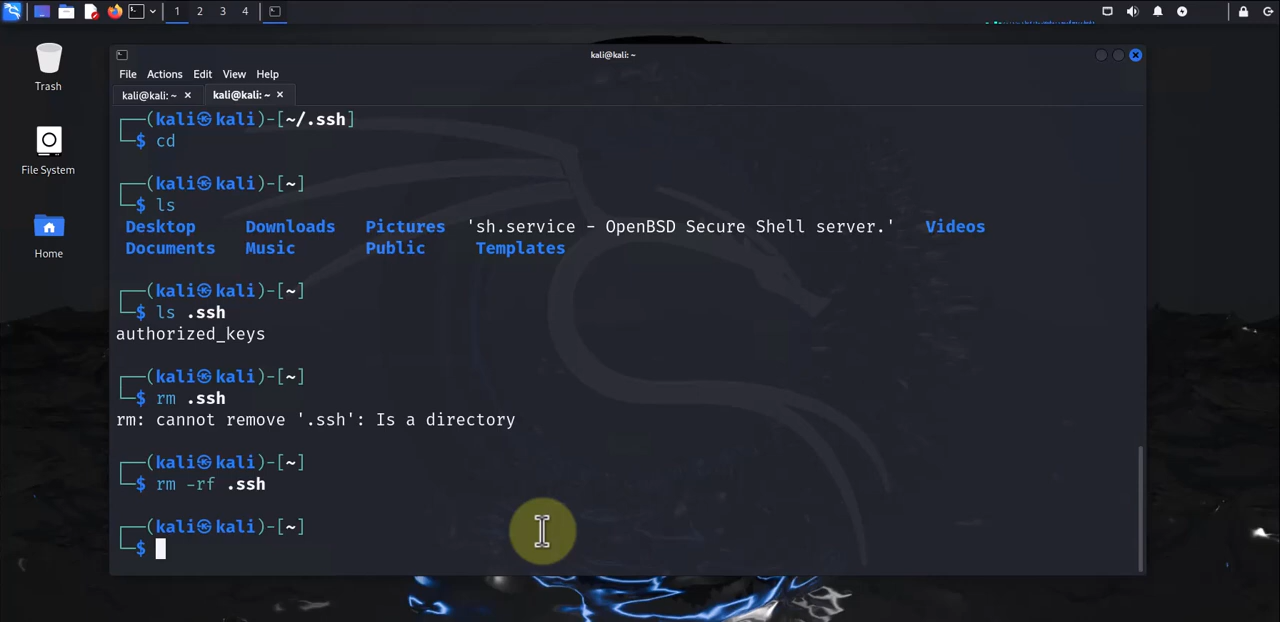 1 2 3 4
kali@kali: ~
File Actions Edit View Help
kali@kali: ~ × kali@kali: ~ ×
Trash
File System
Home
┌──(kali㉿kali)-[~/.ssh]
└─$ cd
┌──(kali㉿kali)-[~]
└─$ ls
Desktop Downloads Pictures 'sh.service - OpenBSD Secure Shell server.' Videos
Documents Music Public Templates
┌──(kali㉿kali)-[~]
└─$ ls .ssh
authorized_keys
┌──(kali㉿kali)-[~]
└─$ rm .ssh
rm: cannot remove '.ssh': Is a directory
┌──(kali㉿kali)-[~]
└─$ rm -rf .ssh
┌──(kali㉿kali)-[~]
└─$